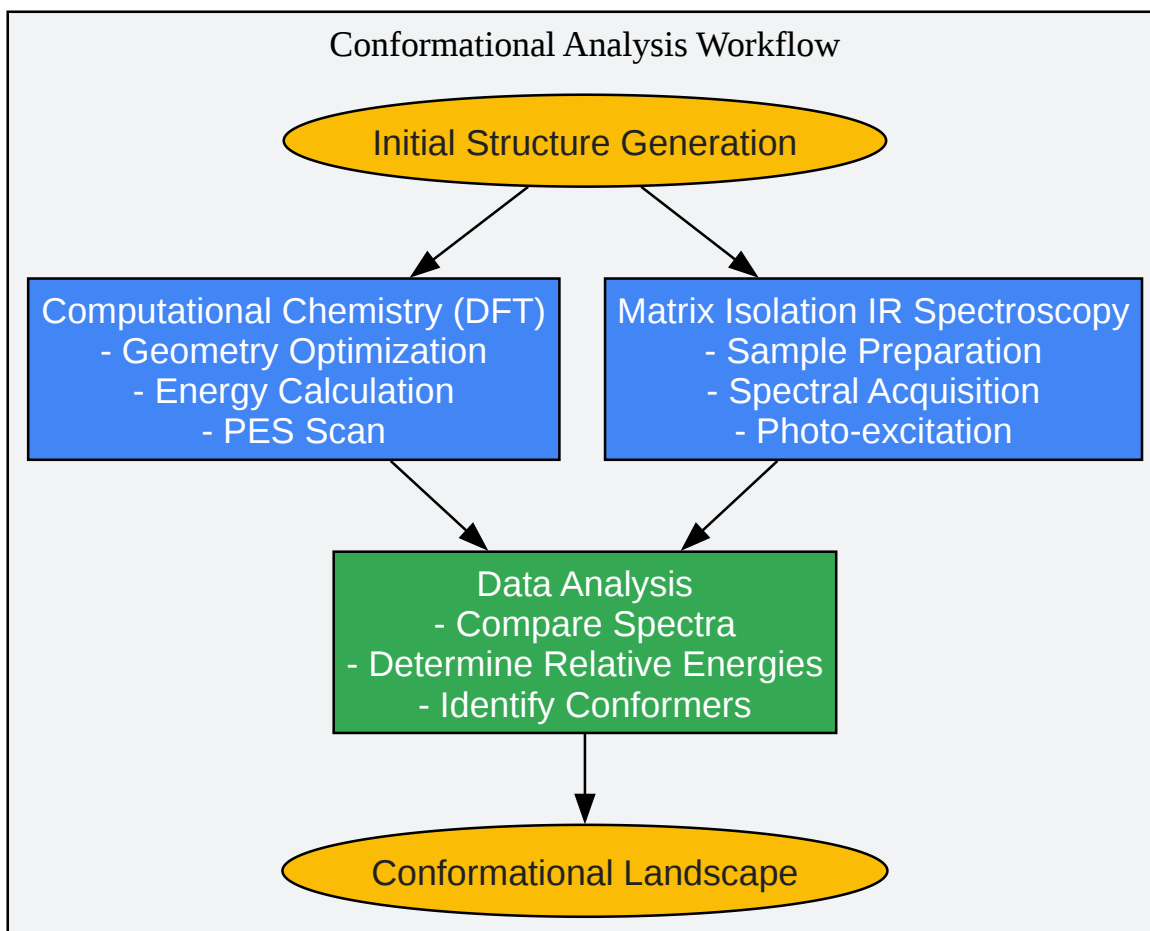 Conformational Analysis Workflow
Initial Structure Generation
Computational Chemistry (DFT)
- Geometry Optimization
- Energy Calculation
- PES Scan
Matrix Isolation IR Spectroscopy
- Sample Preparation
- Spectral Acquisition
- Photo-excitation
Data Analysis
- Compare Spectra
- Determine Relative Energies
- Identify Conformers
Conformational Landscape